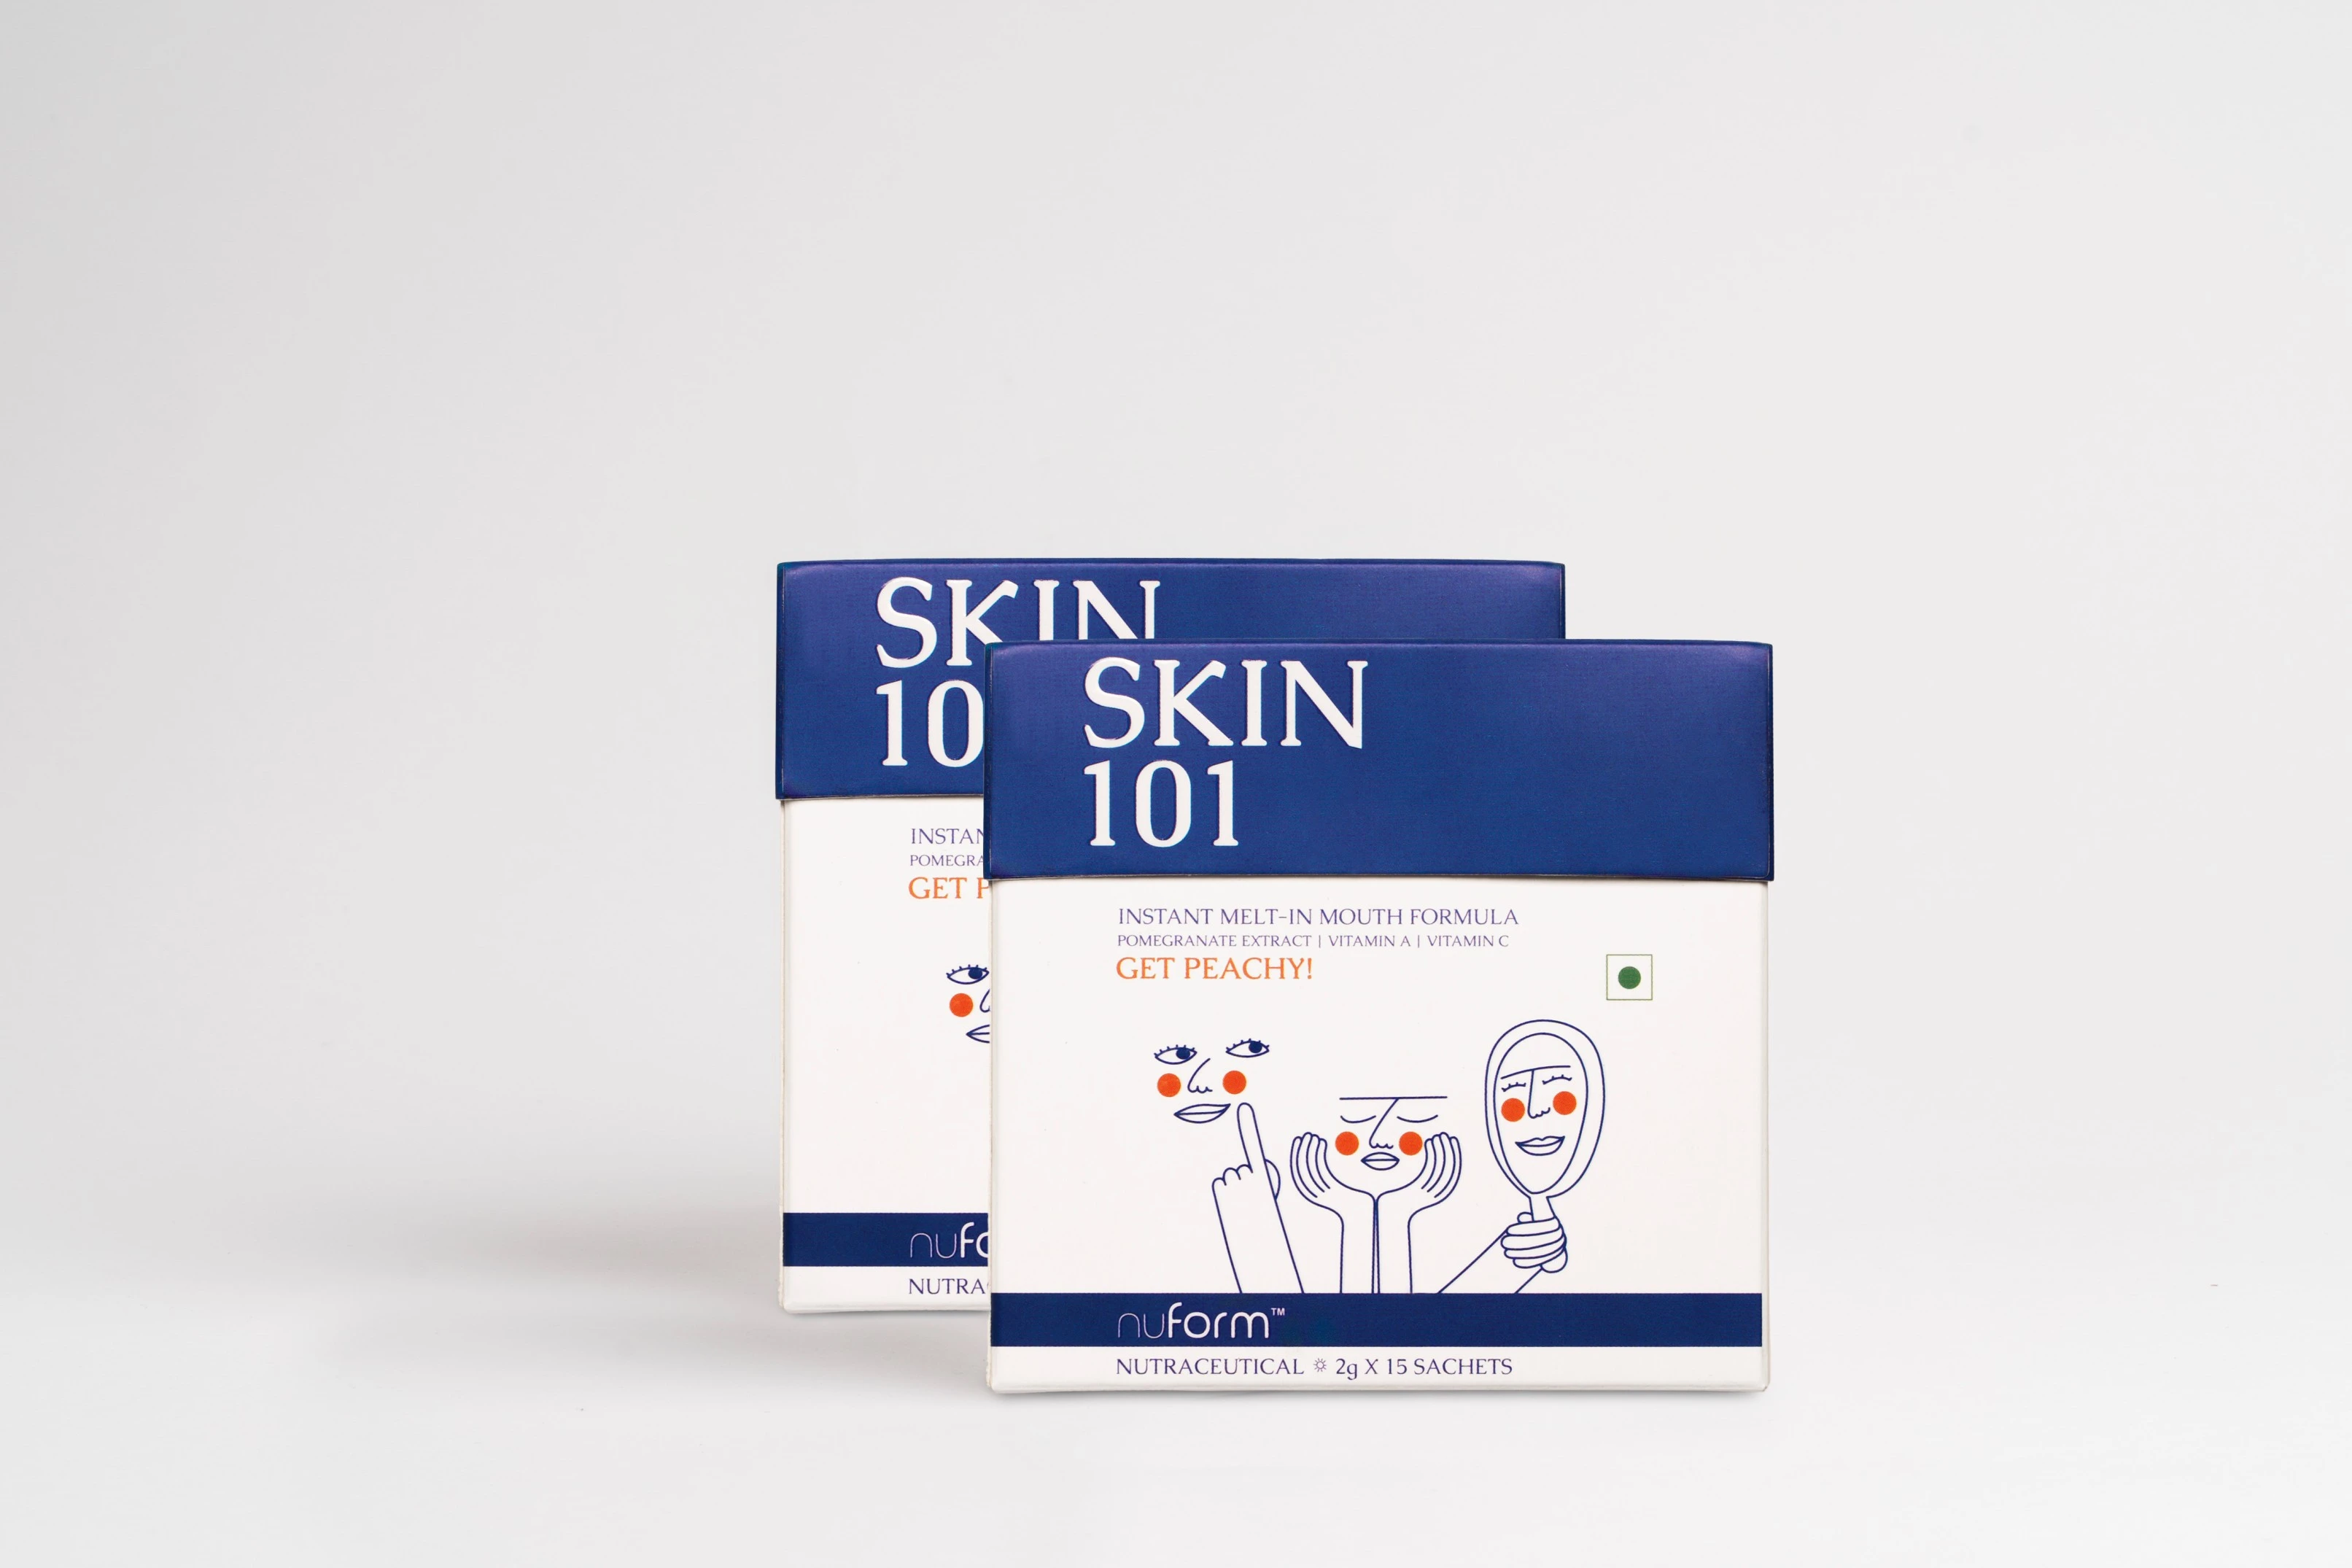 SKIN
10
INSTAN
POMEGRA
GET P
nufo
NUTRA
SKIN
101
INSTANT MELT-IN MOUTH FORMULA
POMEGRANATE EXTRACT | VITAMIN A | VITAMIN C
GET PEACHY!
nuform™
NUTRACEUTICAL ☼ 2g X 15 SACHETS